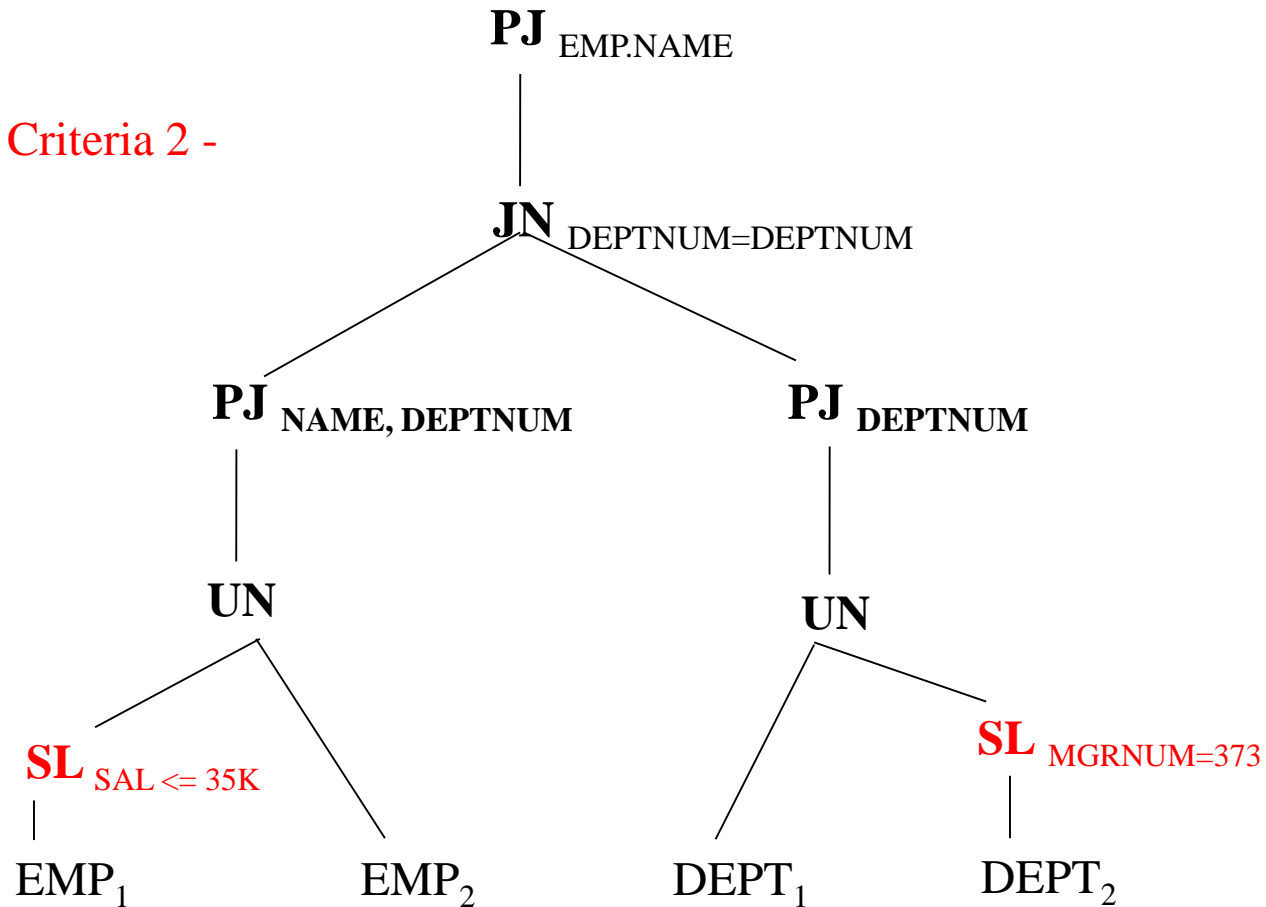 PJ EMP.NAME
Criteria 2 -
JN DEPTNUM=DEPTNUM
PJ NAME, DEPTNUM
PJ DEPTNUM
UN
UN
SL SAL <= 35K
SL MGRNUM=373
EMP1
EMP2
DEPT1
DEPT2